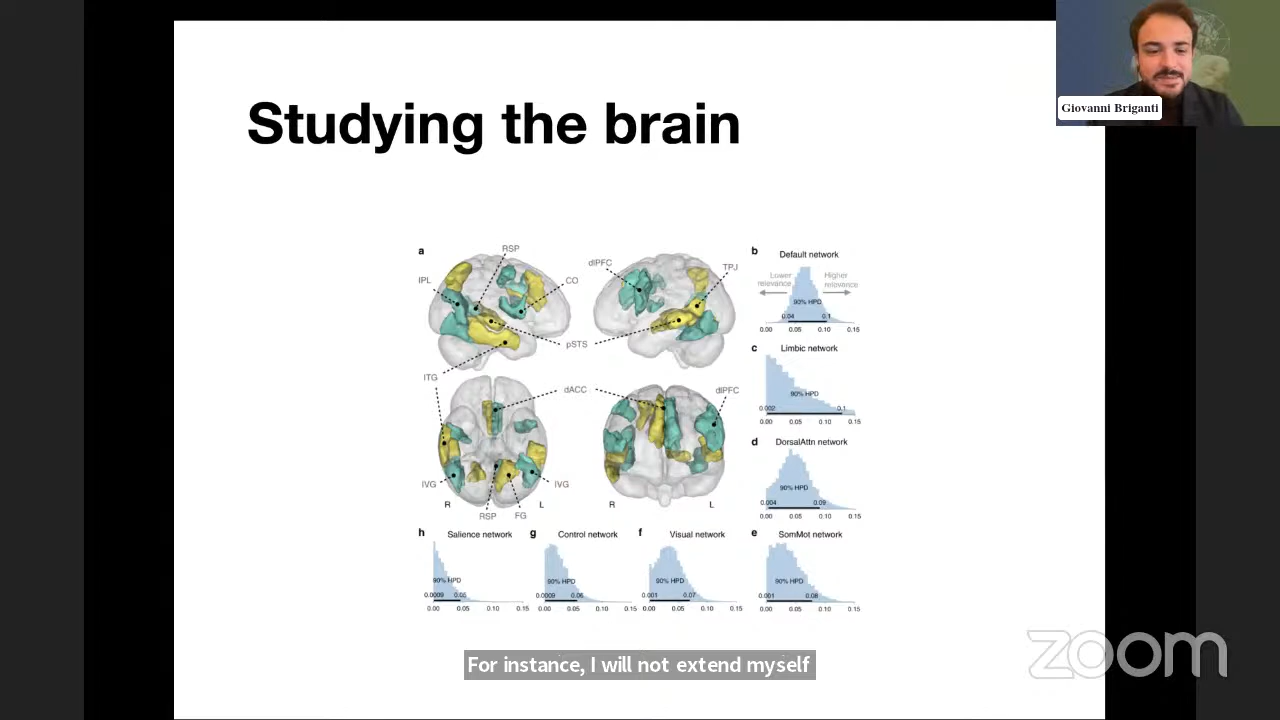 Giovanni Briganti
Studying the brain
a
RSP
IPL
CO
dlPFC
TPJ
pSTS
ITG
dACC
dlPFC
IVG
IVG
R
L
RSP
FG
R
L
b
Default network
Lower relevance
Higher relevance
90% HPD
0.04 0.1
0.00 0.05 0.10 0.15
c
Limbic network
90% HPD
0.002 0.1
0.00 0.05 0.10 0.15
d
DorsalAttn network
90% HPD
0.004 0.09
0.00 0.05 0.10 0.15
h
Salience network
90% HPD
0.0009 0.05
0.00 0.05 0.10 0.15
g
Control network
90% HPD
0.0009 0.06
0.00 0.05 0.10 0.15
f
Visual network
90% HPD
0.001 0.07
0.00 0.05 0.10 0.15
e
SomMot network
90% HPD
0.001 0.08
0.00 0.05 0.10 0.15
For instance, I will not extend myself
zoom